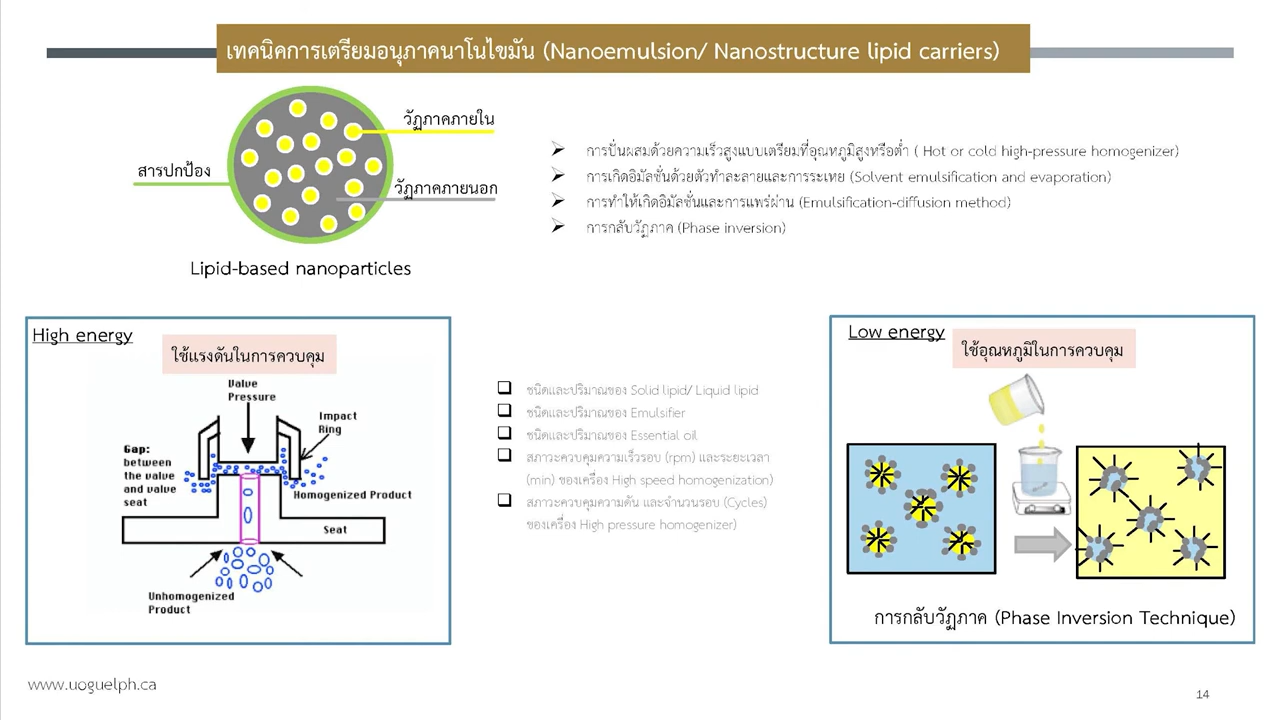 เทคนิคการเตรียมอนุภาคนาโนไขมัน (Nanoemulsion/ Nanostructure lipid carriers)
วัฏภาคภายใน
สารปกป้อง
วัฏภาคภายนอก
Lipid-based nanoparticles
การปั่นผสมด้วยความเร็วสูงแบบเตรียมที่อุณหภูมิสูงหรือต่ำ ( Hot or cold high-pressure homogenizer)
การเกิดอิมัลชั่นด้วยตัวทำละลายและการระเหย (Solvent emulsification and evaporation)
การทำให้เกิดอิมัลชั่นและการแพร่ผ่าน (Emulsification-diffusion method)
การกลับวัฏภาค (Phase inversion)
High energy
ใช้แรงดันในการควบคุม
Valve
Pressure
Impact
Ring
Gap:
between
the valve
and valve
seat
Homogenized Product
Seat
Unhomogenized
Product
ชนิดและปริมาณของ Solid lipid/ Liquid lipid
ชนิดและปริมาณของ Emulsifier
ชนิดและปริมาณของ Essential oil
สภาวะควบคุมความเร็วรอบ (rpm) และระยะเวลา
(min) ของเครื่อง High speed homogenization)
สภาวะควบคุมความดัน และจำนวนรอบ (Cycles)
ของเครื่อง High pressure homogenizer)
Low energy
ใช้อุณหภูมิในการควบคุม
การกลับวัฏภาค (Phase Inversion Technique)
www.uoguelph.ca
14